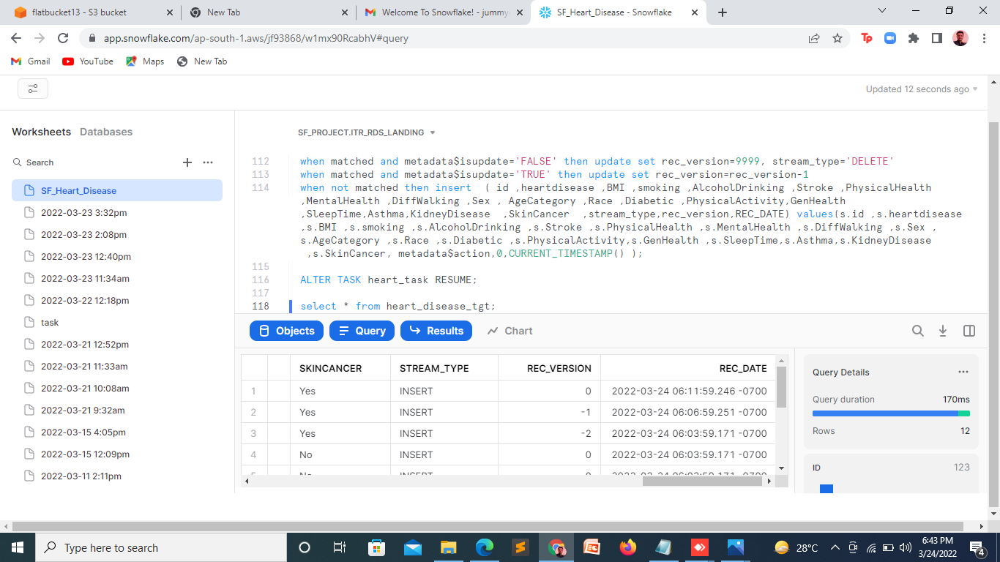 flatbucket13 - S3 bucket
New Tab
Welcome To Snowflake! - jummy
SF_Heart_Disease - Snowflake
app.snowflake.com/ap-south-1.aws/jf93868/w1mx90RcabhV#query
Gmail YouTube Maps New Tab
Updated 12 seconds ago
Worksheets Databases
Search
SF_Heart_Disease
2022-03-23 3:32pm
2022-03-23 2:08pm
2022-03-23 12:40pm
2022-03-23 11:34am
2022-03-22 12:18pm
task
2022-03-21 12:52pm
2022-03-21 11:33am
2022-03-21 10:08am
2022-03-21 9:32am
2022-03-15 4:05pm
2022-03-15 12:09pm
2022-03-11 2:11pm
SF_PROJECT.ITR_RDS_LANDING
112 when matched and metadata$isupdate='FALSE' then update set rec_version=9999, stream_type='DELETE'
113 when matched and metadata$isupdate='TRUE' then update set rec_version=rec_version-1
114 when not matched then insert ( id ,heartdisease ,BMI ,smoking ,AlcoholDrinking ,Stroke ,PhysicalHealth
,MentalHealth ,DiffWalking ,Sex , AgeCategory ,Race ,Diabetic ,PhysicalActivity,GenHealth
,SleepTime,Asthma,KidneyDisease ,SkinCancer ,stream_type,rec_version,REC_DATE) values(s.id ,s.heartdisease
,s.BMI ,s.smoking ,s.AlcoholDrinking ,s.Stroke ,s.PhysicalHealth ,s.MentalHealth ,s.DiffWalking ,s.Sex ,
s.AgeCategory ,s.Race ,s.Diabetic ,s.PhysicalActivity,s.GenHealth ,s.SleepTime,s.Asthma,s.KidneyDisease
,s.SkinCancer, metadata$action,0,CURRENT_TIMESTAMP() );
115
116 ALTER TASK heart_task RESUME;
117
118 select * from heart_disease_tgt;
Objects Query Results Chart
SKINCANCER STREAM_TYPE REC_VERSION REC_DATE
1 Yes INSERT 0 2022-03-24 06:11:59.246 -0700
2 Yes INSERT -1 2022-03-24 06:06:59.251 -0700
3 Yes INSERT -2 2022-03-24 06:03:59.171 -0700
4 No INSERT 0 2022-03-24 06:03:59.171 -0700
Query Details
Query duration 170ms
Rows 12
ID 123
Type here to search
28°C
6:43 PM
3/24/2022
4